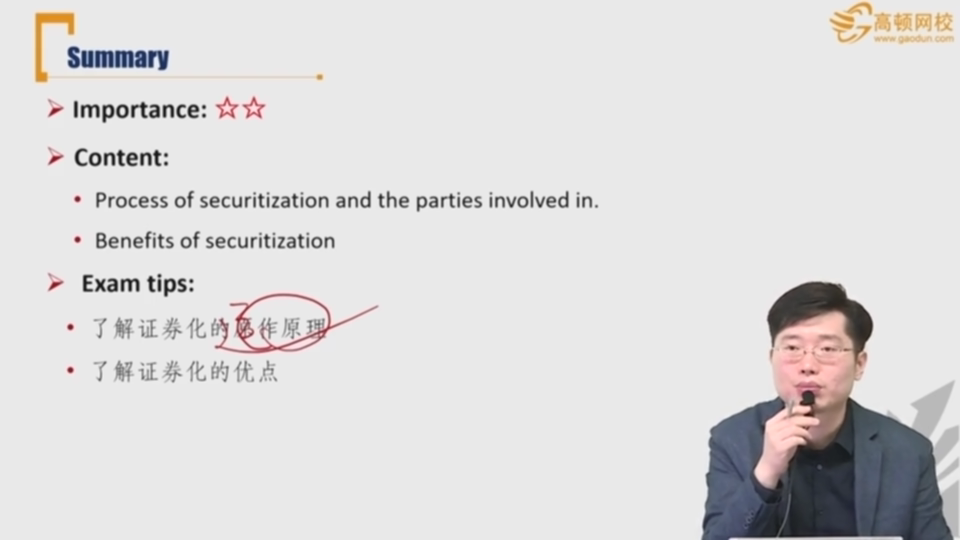 高顿网校
www.gaodun.com
Summary
Importance: ☆☆
Content:
Process of securitization and the parties involved in.
Benefits of securitization
Exam tips:
了解证券化的作原理
了解证券化的优点